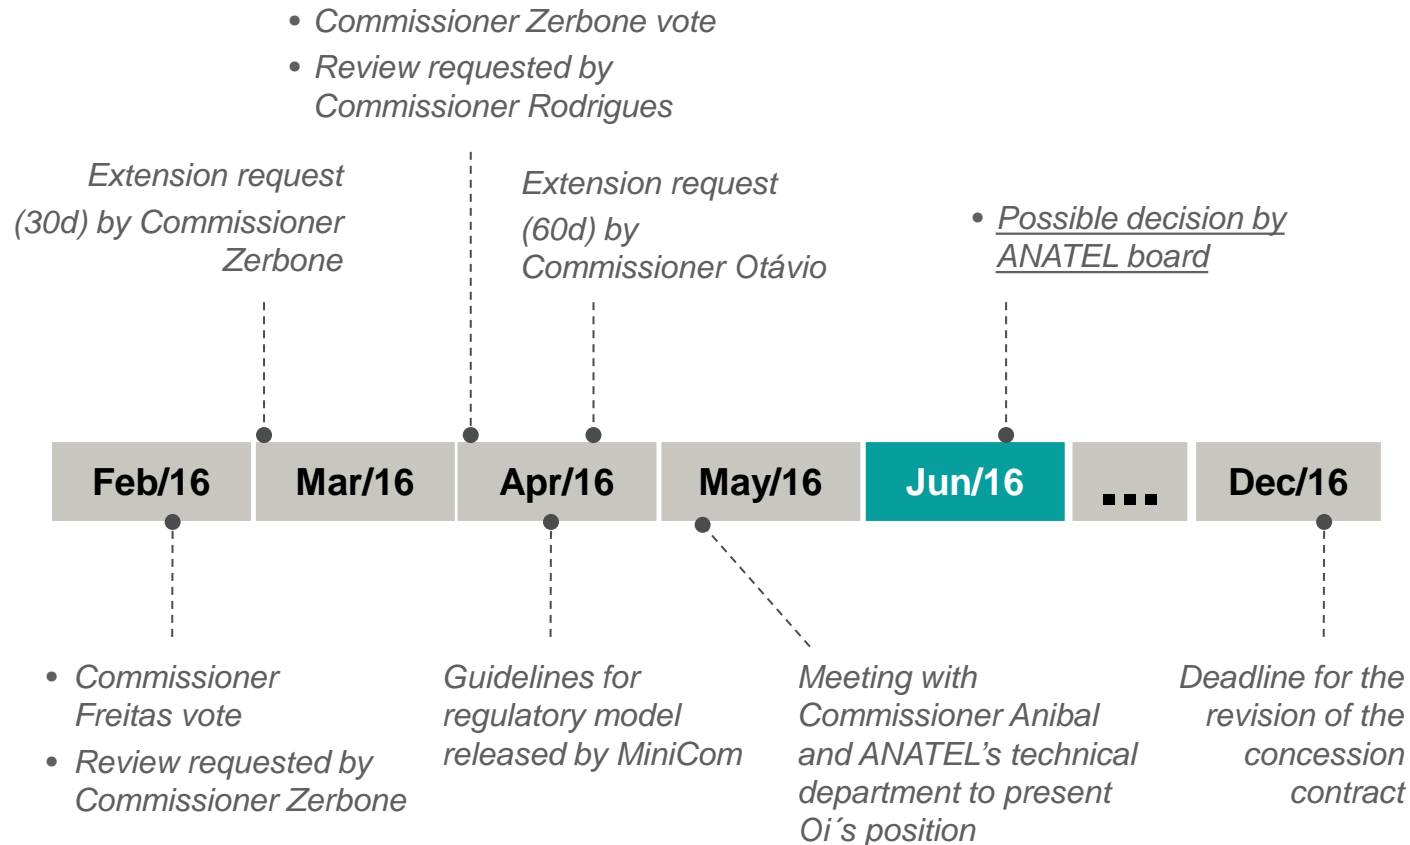 • Commissioner Zerbone vote
• Review requested by
Commissioner Rodrigues
Extension request
(30d) by Commissioner
Zerbone
Extension request
(60d) by
Commissioner Otávio
• Possible decision by
ANATEL board
Feb/16
Mar/16
Apr/16
May/16
Jun/16
...
Dec/16
• Commissioner
Freitas vote
• Review requested by
Commissioner Zerbone
Guidelines for
regulatory model
released by MiniCom
Meeting with
Commissioner Anibal
and ANATEL’s technical
department to present
Oi´s position
Deadline for the
revision of the
concession
contract